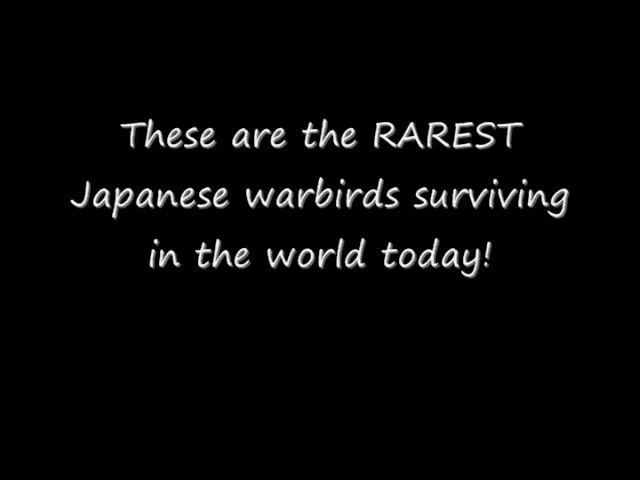 These are the RAREST
Japanese warbirds surviving
in the world today!